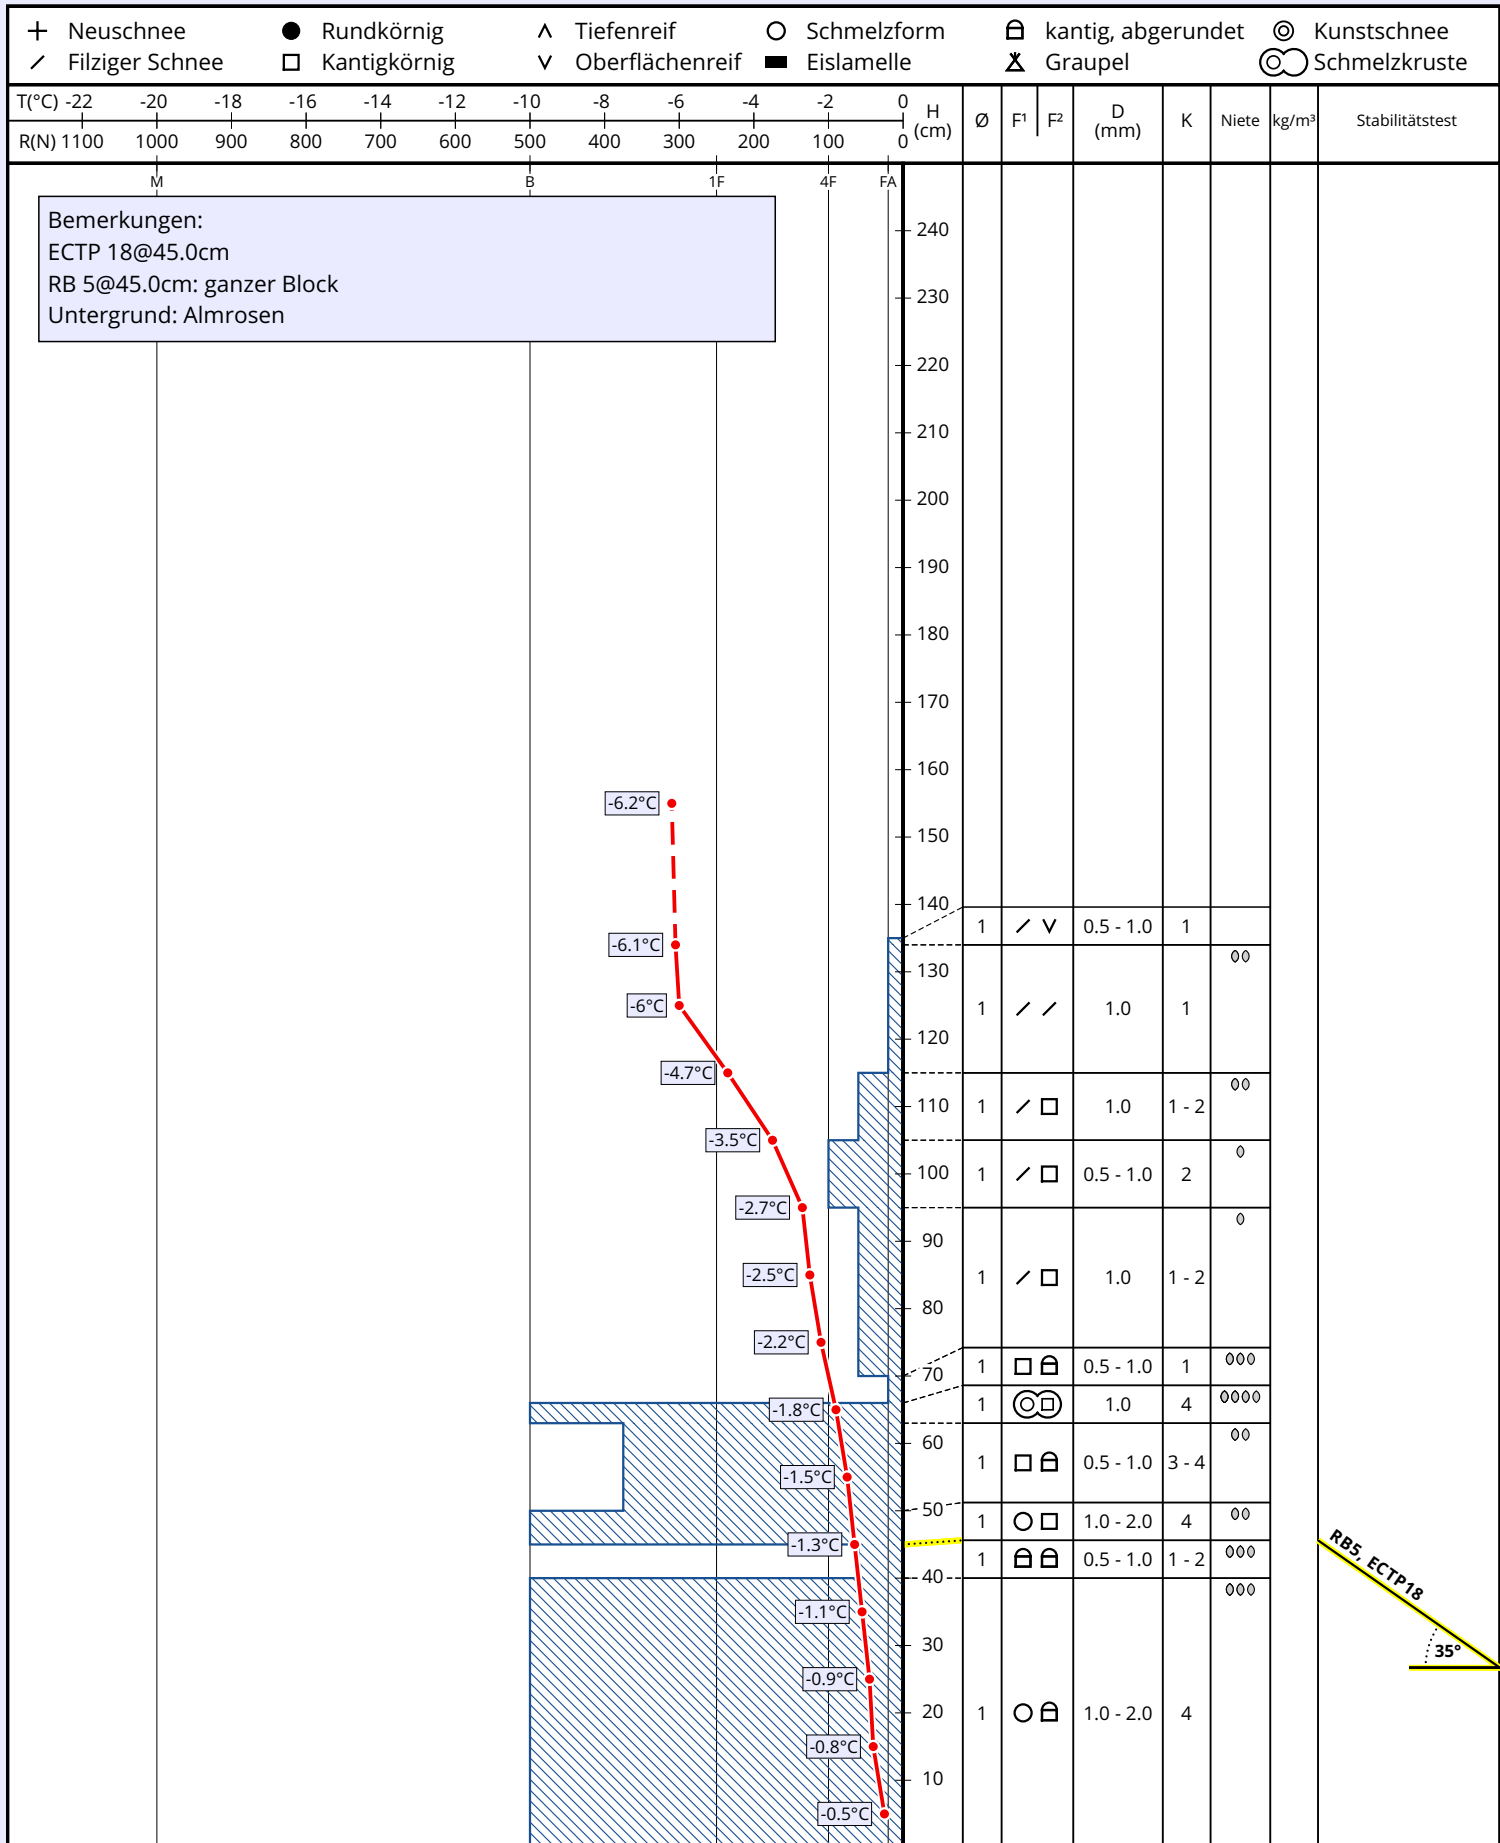 Neuschnee Rundkörnig Tiefenreif Schmelzform kantig, abgerundet Kunstschnee
Filziger Schnee Kantigkörnig Oberflächenreif Eislamelle Graupel Schmelzkruste
T(°C) -22 -20 -18 -16 -14 -12 -10 -8 -6 -4 -2 0
R(N) 1100 1000 900 800 700 600 500 400 300 200 100 0
H (cm) Ø F¹ F² D (mm) K Niete kg/m³ Stabilitätstest
M B 1F 4F FA
Bemerkungen:
ECTP 18@45.0cm
RB 5@45.0cm: ganzer Block
Untergrund: Almrosen
240
230
220
210
200
190
180
170
160
-6.2°C
150
140
1 0.5 - 1.0 1
-6.1°C
130
-6°C 1 1.0 1
120
-4.7°C
110 1 1.0 1 - 2
-3.5°C
100 1 0.5 - 1.0 2
-2.7°C
90
-2.5°C 1 1.0 1 - 2
80
-2.2°C
70 1 0.5 - 1.0 1
-1.8°C 1 1.0 4
60 1 0.5 - 1.0 3 - 4
-1.5°C
50 1 1.0 - 2.0 4
-1.3°C
1 0.5 - 1.0 1 - 2
40
RB5, ECTP18
-1.1°C
30
35°
-0.9°C
20 1 1.0 - 2.0 4
-0.8°C
10
-0.5°C